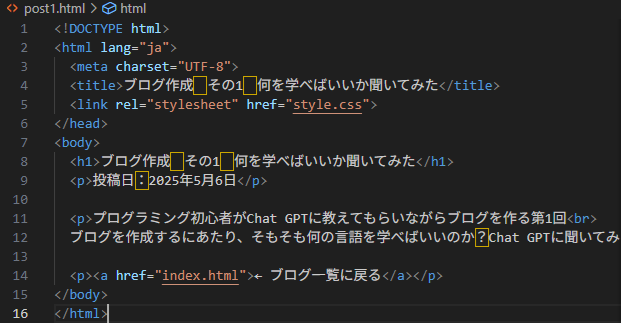 post1.html > html
1 <!DOCTYPE html>
2 <html lang="ja">
3 <meta charset="UTF-8">
4 <title>ブログ作成　その1　何を学べばいいか聞いてみた</title>
5 <link rel="stylesheet" href="style.css">
6 </head>
7 <body>
8 <h1>ブログ作成　その1　何を学べばいいか聞いてみた</h1>
9 <p>投稿日：2025年5月6日</p>
10
11 <p>プログラミング初心者がChat GPTに教えてもらいながらブログを作る第1回<br>
12 ブログを作成するにあたり、そもそも何の言語を学べばいいのか？Chat GPTに聞いてみ
13
14 <p><a href="index.html">← ブログ一覧に戻る</a></p>
15 </body>
16 </html>